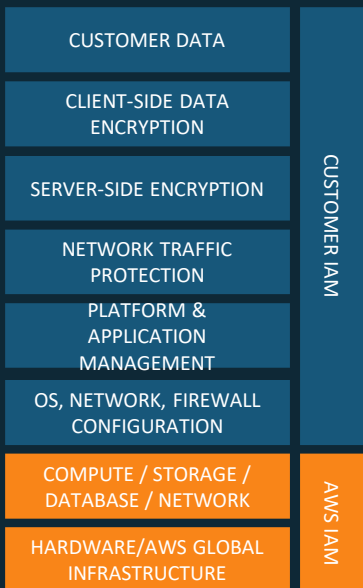 CUSTOMER DATA
CLIENT-SIDE DATA
ENCRYPTION
SERVER-SIDE ENCRYPTION
NETWORK TRAFFIC
PROTECTION
PLATFORM &
APPLICATION
MANAGEMENT
OS, NETWORK, FIREWALL
CONFIGURATION
CUSTOMER IAM
COMPUTE / STORAGE /
DATABASE / NETWORK
HARDWARE/AWS GLOBAL
INFRASTRUCTURE
AWS IAM